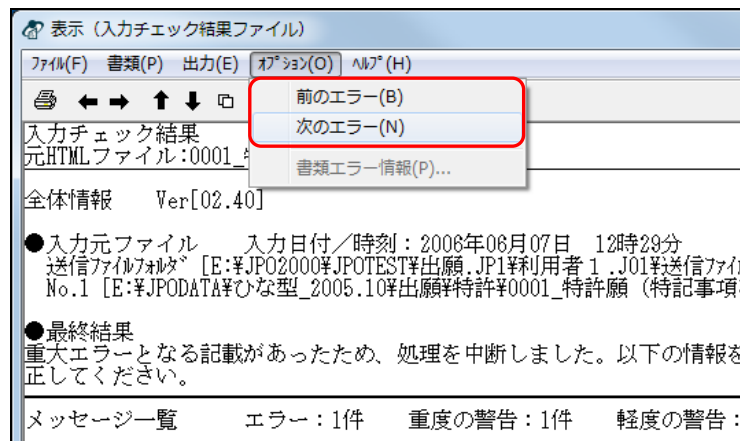 表示（入力チェック結果ファイル）
ﾌｧｲﾙ(F) 書類(P) 出力(E) ｵﾌﾟｼｮﾝ(O) ﾍﾙﾌﾟ(H)
前のエラー(B)
次のエラー(N)
書類エラー情報(P)...
入力チェック結果
元HTMLファイル:0001_
全体情報 Ver[02.40]
●入力元ファイル 入力日付／時刻：2006年06月07日 12時29分
送信ﾌｧｲﾙﾌｫﾙﾀﾞ [E:¥JPO2000¥JPOTEST¥出願.JP1¥利用者１.J01¥送信ﾌｧｲ
No.1 [E:¥JPODATA¥ひな型_2005.10¥出願¥特許¥0001_特許願（特記事項
●最終結果
重大エラーとなる記載があったため、処理を中断しました。以下の情報を
正してください。
メッセージ一覧 エラー：1件 重度の警告：1件 軽度の警告：